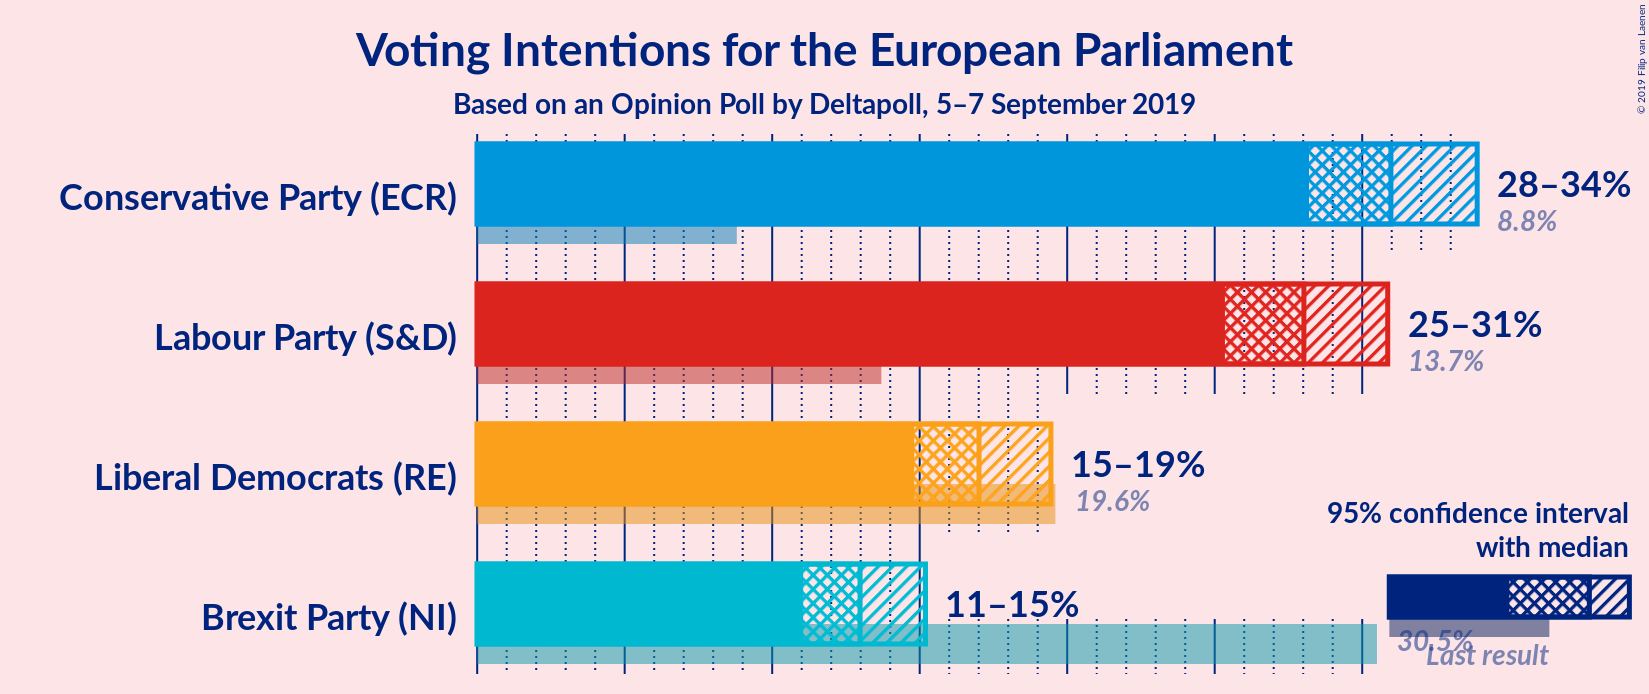 Voting Intentions for the European Parliament
Based on an Opinion Poll by Deltapoll, 5–7 September 2019
© 2019 Filip van Laenen
Conservative Party (ECR)
28–34%
8.8%
Labour Party (S&D)
25–31%
13.7%
Liberal Democrats (RE)
15–19%
19.6%
Brexit Party (NI)
11–15%
30.5%
95% confidence interval
with median
Last result